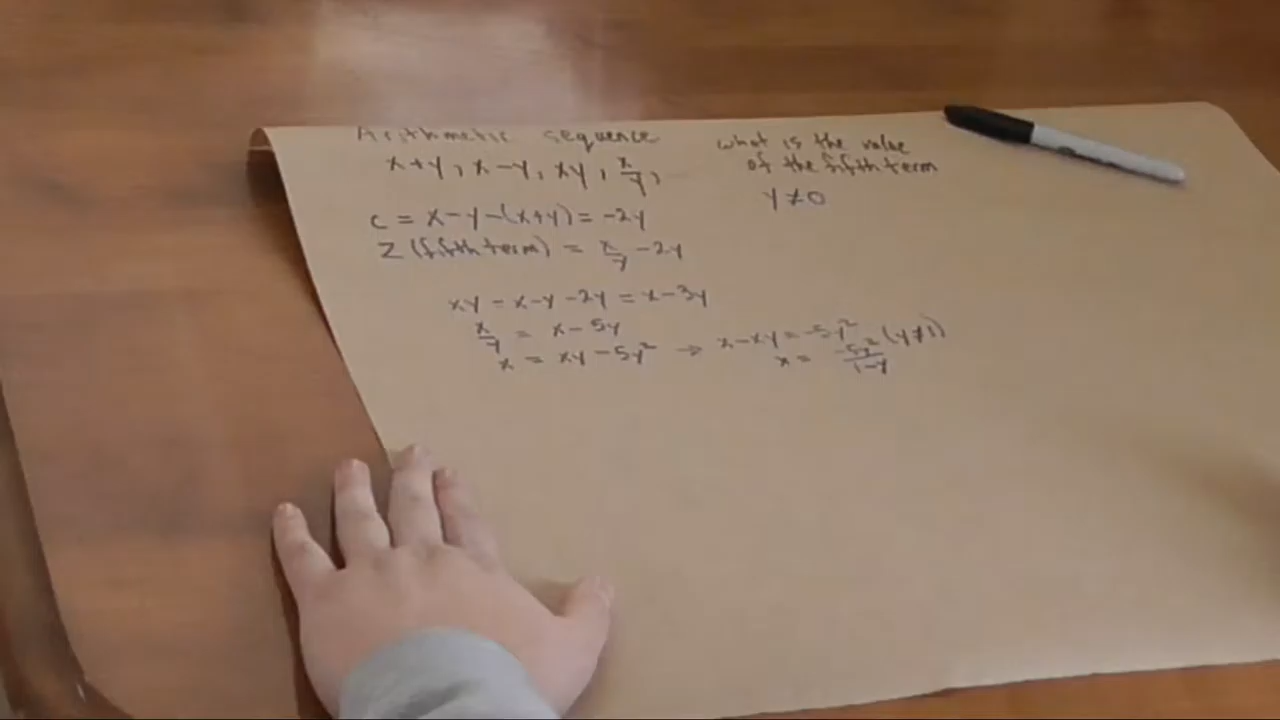 Arithmetic sequence
x+y, x-y, xy, x/y,
what is the value
of the fifth term
y≠0
c = x-y-(x+y) = -2y
z (fifth term) = x/y - 2y
xy = x-y-2y = x-3y
x/y = x-5y
x = xy-5y² → x-xy = -5y² (y≠1)
x = -5y²/1-y